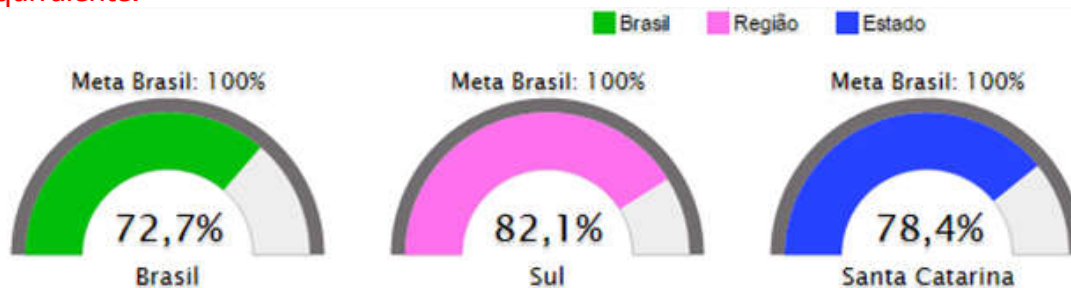 Brasil Região Estado
Meta Brasil: 100% Meta Brasil: 100% Meta Brasil: 100%
72,7% 82,1% 78,4%
Brasil Sul Santa Catarina